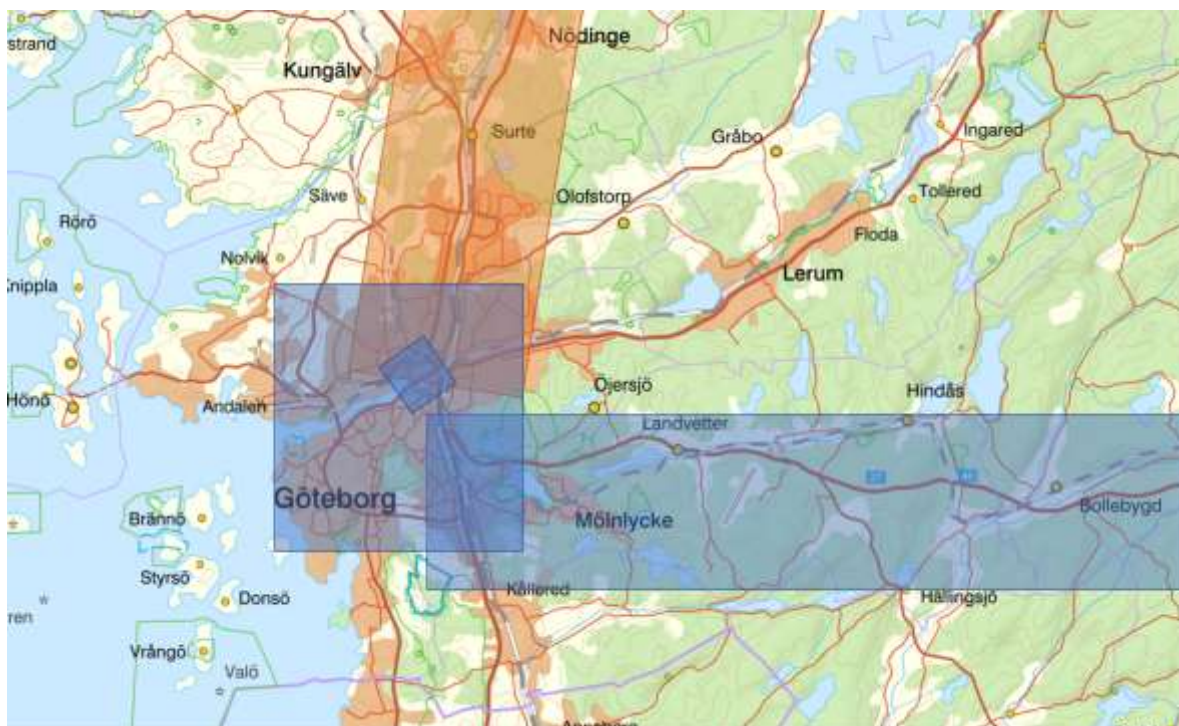 strand
Nödinge
Kungälv
Surte
Gråbo
Ingared
Säve
Olofstorp
Tollered
Rörö
Floda
Nolvik
Lerum
Knippla
Öjersjö
Hindås
Hönö
Andalen
Landvetter
Göteborg
Mölnlycke
Bollebygd
Brännö
Styrsö
Kållered
Hällingsjö
Donsö
ren
Vrångö
Valö